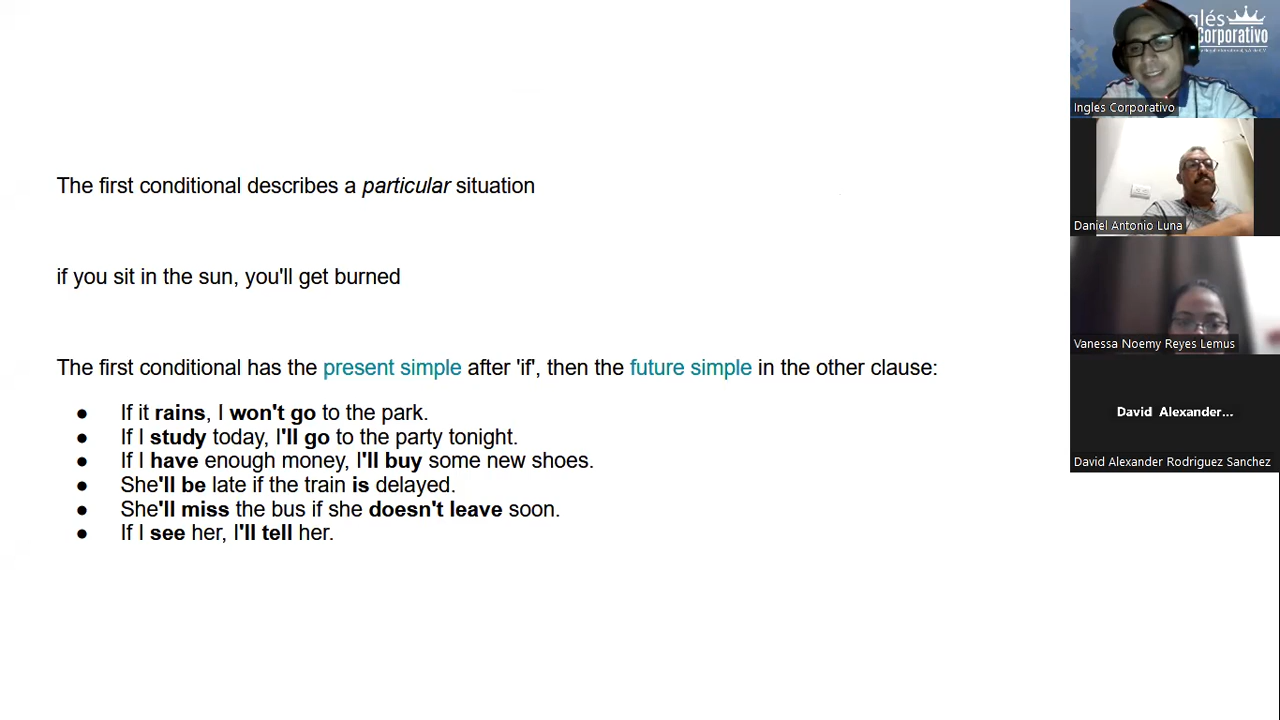 The first conditional describes a particular situation
if you sit in the sun, you'll get burned
The first conditional has the present simple after 'if', then the future simple in the other clause:
● If it rains, I won't go to the park.
● If I study today, I'll go to the party tonight.
● If I have enough money, I'll buy some new shoes.
● She'll be late if the train is delayed.
● She'll miss the bus if she doesn't leave soon.
● If I see her, I'll tell her.
Corporativo
Ingles Corporativo
Daniel Antonio Luna
Vanessa Noemy Reyes Lemus
David Alexander...
David Alexander Rodriguez Sanchez